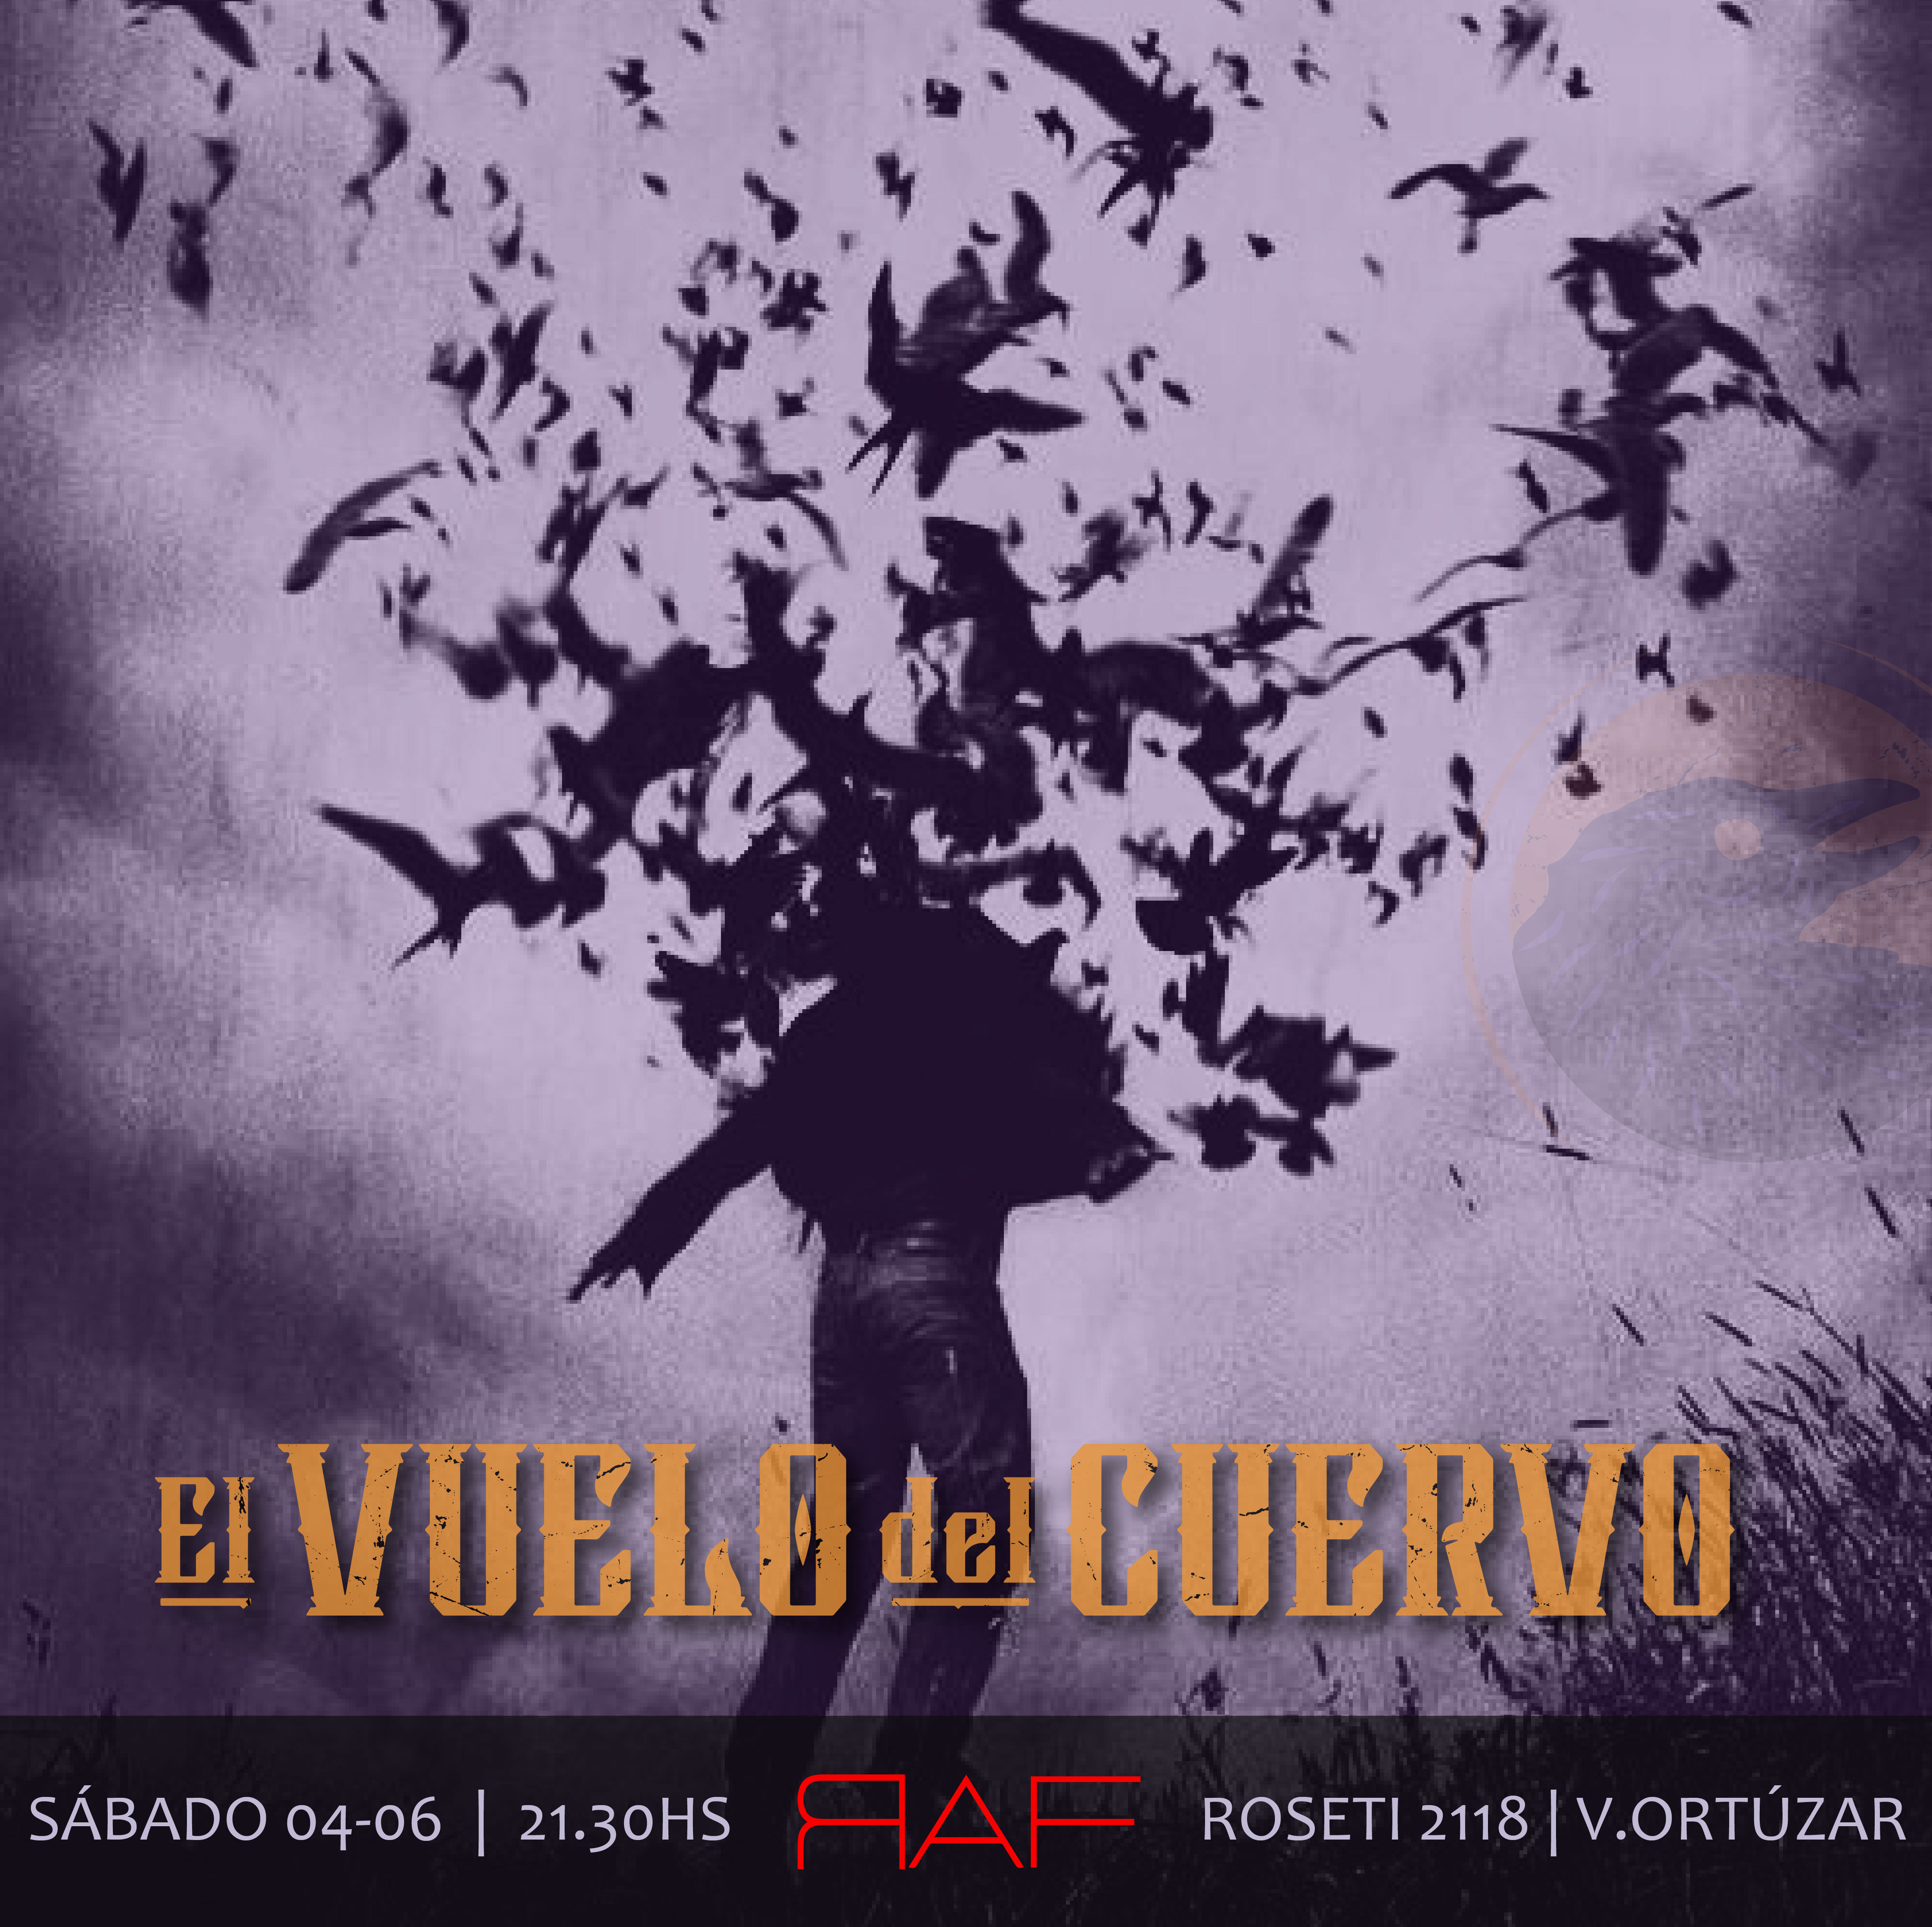 El VUELO del CUERVO
SÁBADO 04-06 | 21.30HS RAF ROSETI 2118 | V.ORTÚZAR